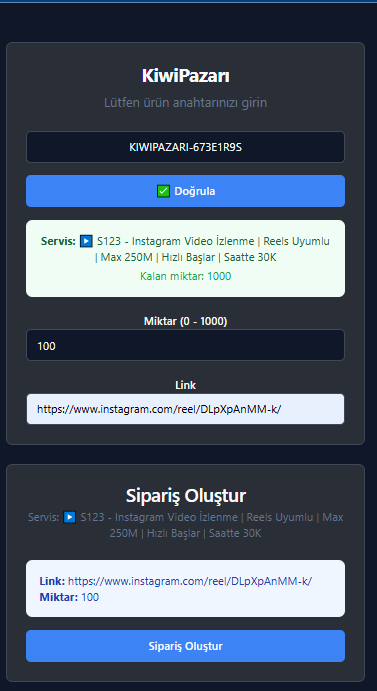 KiwiPazarı
Lütfen ürün anahtarınızı girin
KIWIPAZARI-673E1R9S
✅ Doğrula
Servis: ▶️ S123 - Instagram Video İzlenme | Reels Uyumlu
| Max 250M | Hızlı Başlar | Saatte 30K
Kalan miktar: 1000
Miktar (0 - 1000)
100
Link
https://www.instagram.com/reel/DLpXpAnMM-k/
Sipariş Oluştur
Servis: ▶️ S123 - Instagram Video İzlenme | Reels Uyumlu | Max
250M | Hızlı Başlar | Saatte 30K
Link: https://www.instagram.com/reel/DLpXpAnMM-k/
Miktar: 100
Sipariş Oluştur